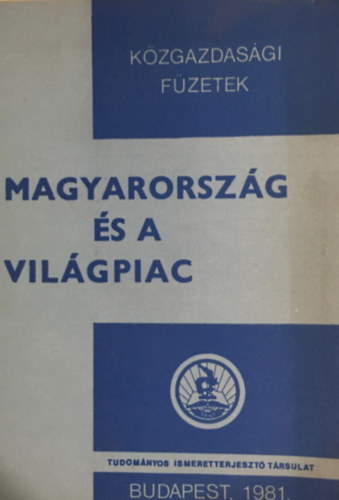 KÖZGAZDASÁGI
FÜZETEK
MAGYARORSZÁG
ÉS A
VILÁGPIAC
TUDOMÁNYOS ISMERETTERJESZTŐ TÁRSULAT
BUDAPEST, 1981